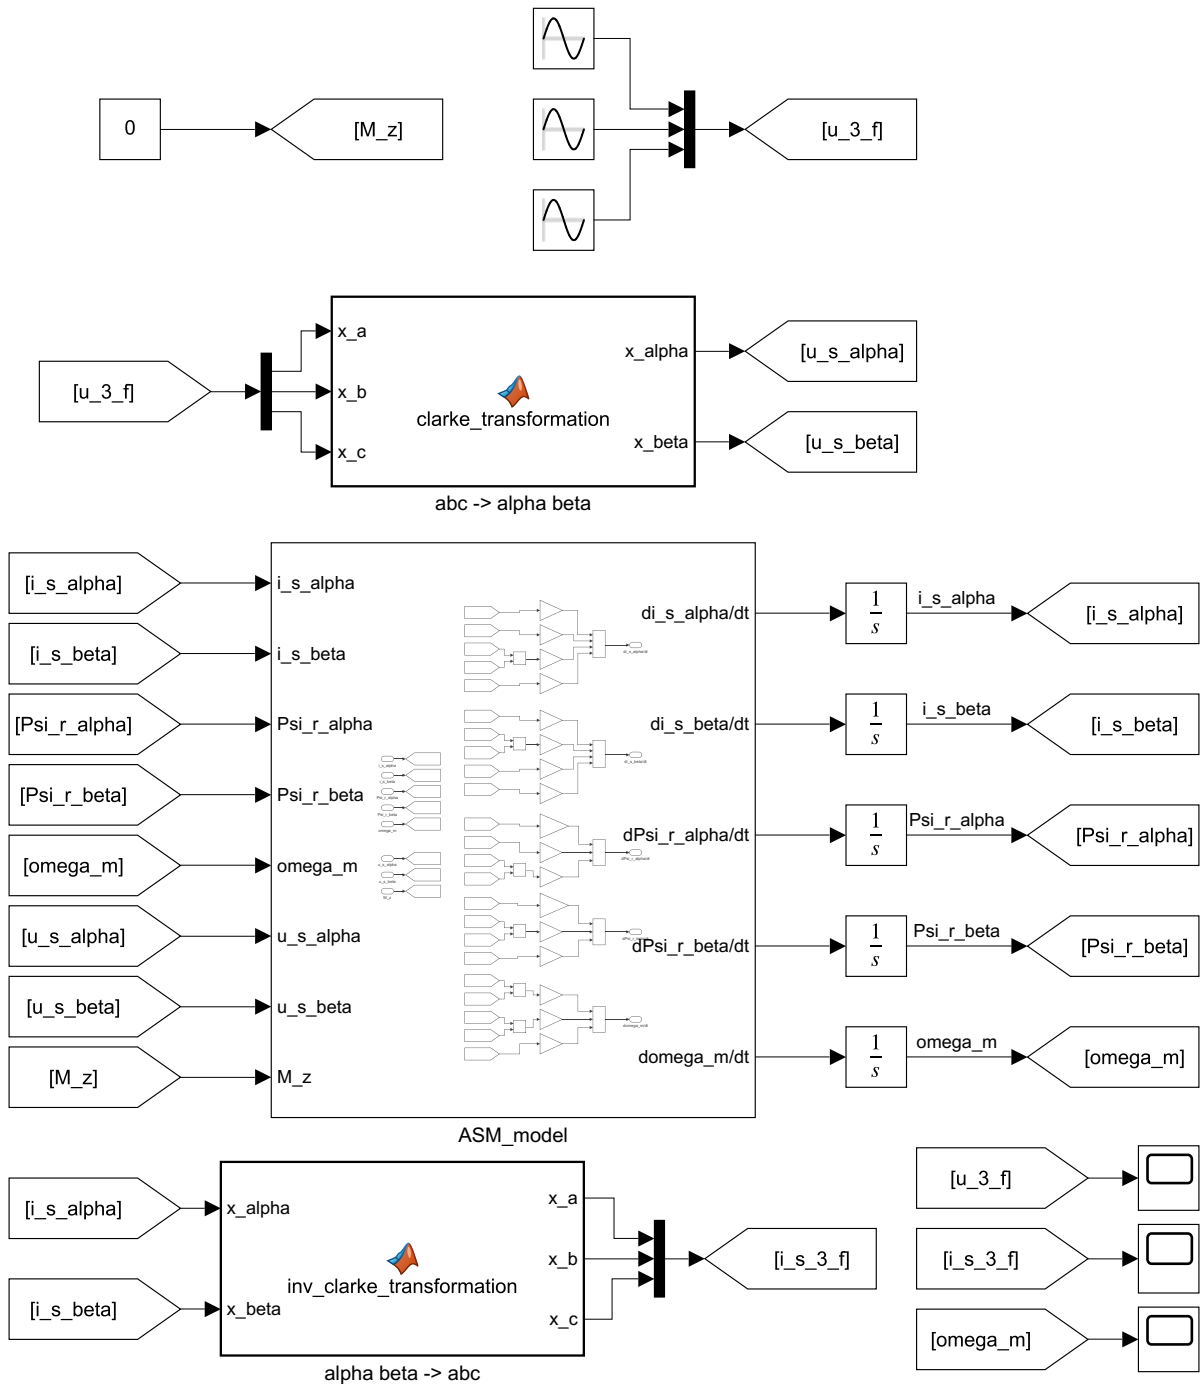 0
[M_z]
[u_3_f]
[u_3_f]
x_a
x_b
x_c
clarke_transformation
x_alpha
x_beta
[u_s_alpha]
[u_s_beta]
abc -> alpha beta
[i_s_alpha]
[i_s_beta]
[Psi_r_alpha]
[Psi_r_beta]
[omega_m]
[u_s_alpha]
[u_s_beta]
[M_z]
i_s_alpha
i_s_beta
Psi_r_alpha
Psi_r_beta
omega_m
u_s_alpha
u_s_beta
M_z
di_s_alpha/dt
di_s_beta/dt
dPsi_r_alpha/dt
dPsi_r_beta/dt
domega_m/dt
ASM_model
1
s
i_s_alpha
[i_s_alpha]
1
s
i_s_beta
[i_s_beta]
1
s
Psi_r_alpha
[Psi_r_alpha]
1
s
Psi_r_beta
[Psi_r_beta]
1
s
omega_m
[omega_m]
[i_s_alpha]
[i_s_beta]
x_alpha
x_beta
inv_clarke_transformation
x_a
x_b
x_c
alpha beta -> abc
[i_s_3_f]
[u_3_f]
[i_s_3_f]
[omega_m]